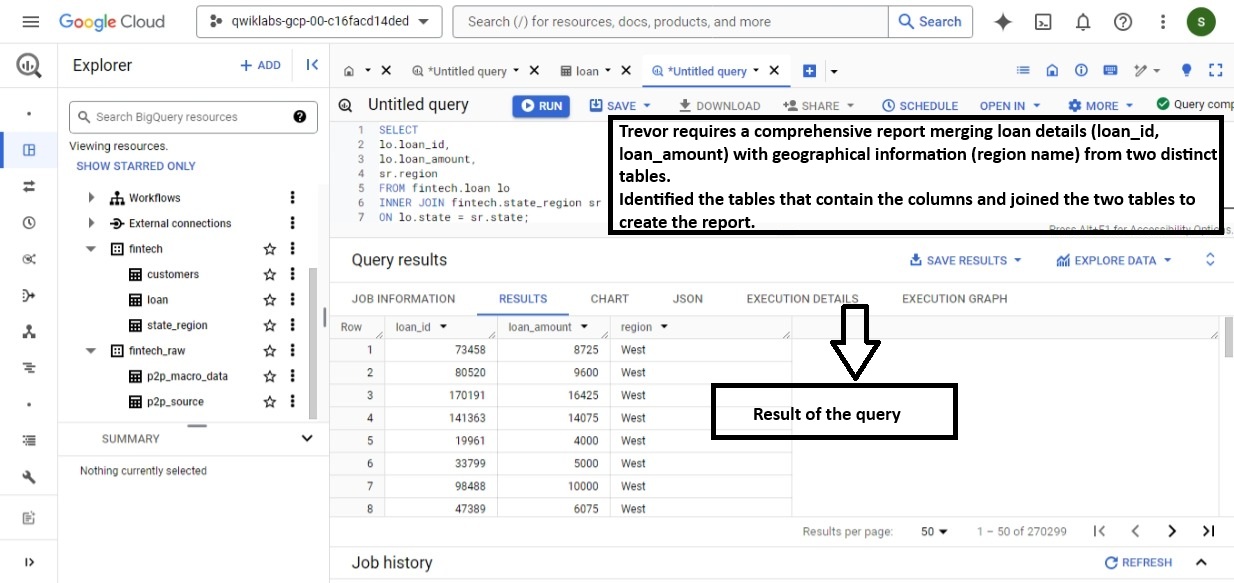 Google Cloud
qwiklabs-gcp-00-c16facd14ded
Search (/) for resources, docs, products, and more
Search
S
Explorer
+ ADD
Search BigQuery resources
Viewing resources.
SHOW STARRED ONLY
Workflows
External connections
fintech
customers
loan
state_region
fintech_raw
p2p_macro_data
p2p_source
SUMMARY
Nothing currently selected
*Untitled query
loan
*Untitled query
Untitled query
RUN
SAVE
DOWNLOAD
SHARE
SCHEDULE
OPEN IN
MORE
Query comp
1 SELECT
2 lo.loan_id,
3 lo.loan_amount,
4 sr.region
5 FROM fintech.loan lo
6 INNER JOIN fintech.state_region sr
7 ON lo.state = sr.state;
Trevor requires a comprehensive report merging loan details (loan_id,
loan_amount) with geographical information (region name) from two distinct
tables.
Identified the tables that contain the columns and joined the two tables to
create the report.
Press Alt+F1 for Accessibility Options.
Query results
SAVE RESULTS
EXPLORE DATA
JOB INFORMATION
RESULTS
CHART
JSON
EXECUTION DETAILS
EXECUTION GRAPH
Row loan_id loan_amount region
1 73458 8725 West
2 80520 9600 West
3 170191 16425 West
4 141363 14075 West
5 19961 4000 West
6 33799 5000 West
7 98488 10000 West
8 47389 6075 West
Result of the query
Results per page: 50 1 – 50 of 270299
Job history
REFRESH